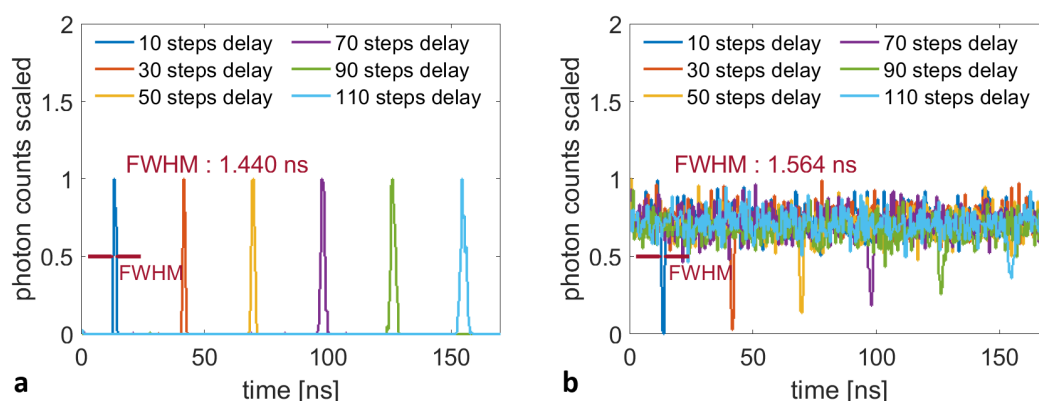 2
1.5
1
0.5
0
0
50
100
150
photon counts scaled
time [ns]
10 steps delay
30 steps delay
50 steps delay
70 steps delay
90 steps delay
110 steps delay
FWHM : 1.440 ns
FWHM
a
2
1.5
1
0.5
0
0
50
100
150
photon counts scaled
time [ns]
10 steps delay
30 steps delay
50 steps delay
70 steps delay
90 steps delay
110 steps delay
FWHM : 1.564 ns
FWHM
b